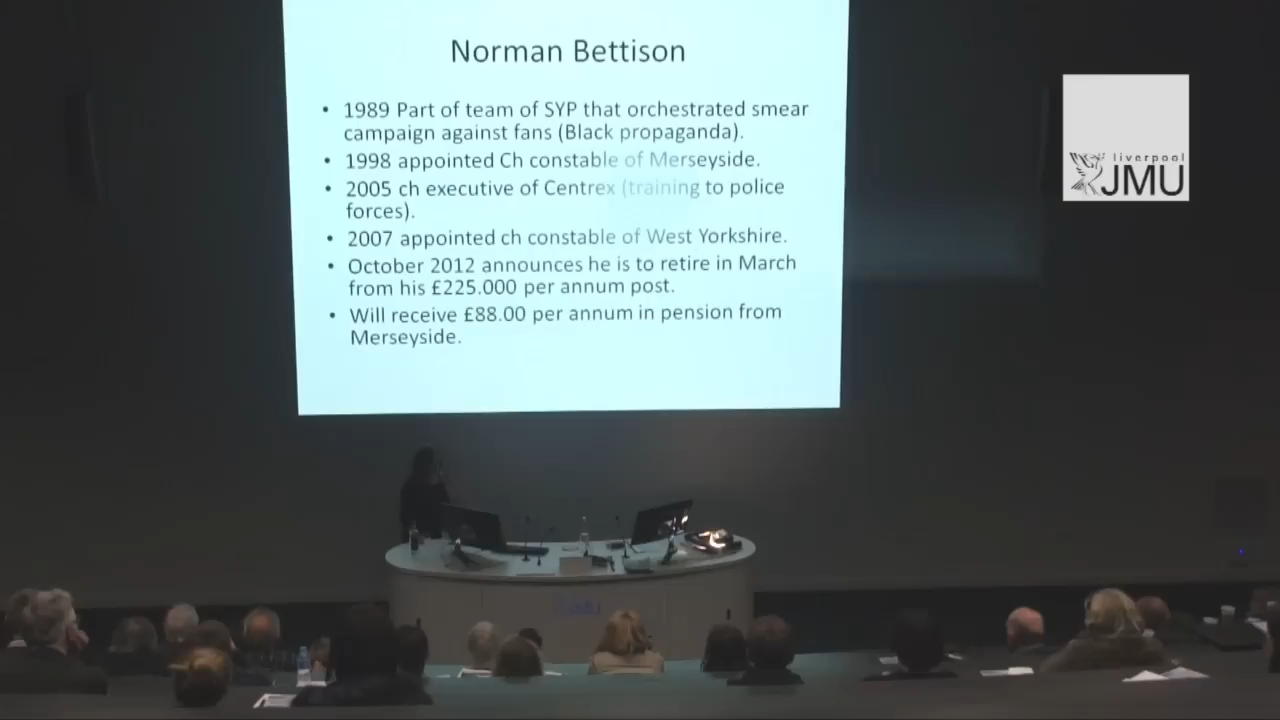 Norman Bettison
• 1989 Part of team of SYP that orchestrated smear
campaign against fans (Black propaganda).
• 1998 appointed Ch constable of Merseyside.
• 2005 ch executive of Centrex (training to police
forces).
• 2007 appointed ch constable of West Yorkshire.
• October 2012 announces he is to retire in March
from his £225.000 per annum post.
• Will receive £88.00 per annum in pension from
Merseyside.
liverpool
JMU